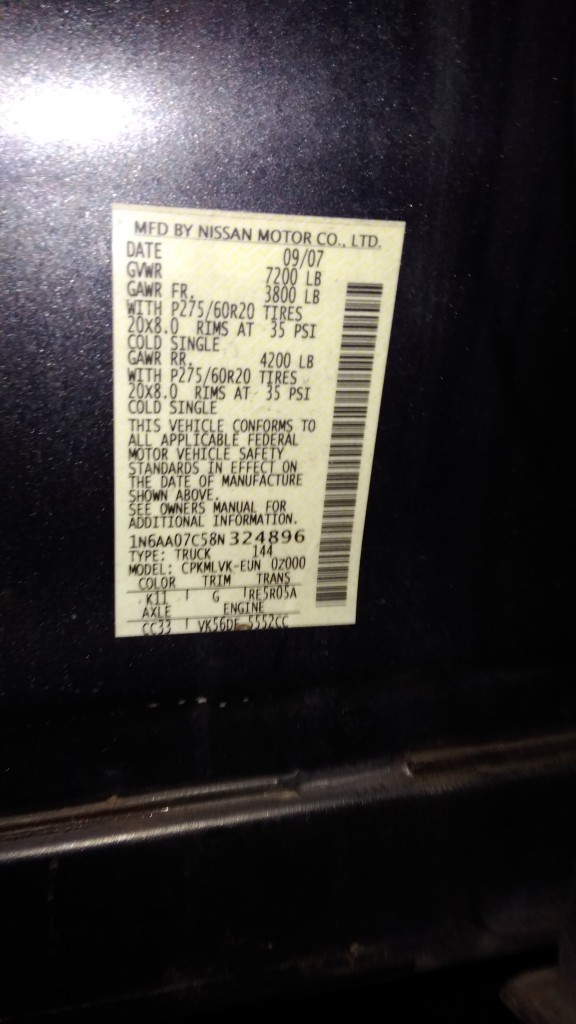 MFD BY NISSAN MOTOR CO., LTD.
DATE 09/07
GVWR 7200 LB
GAWR FR. 3800 LB
WITH P275/60R20 TIRES
20X8.0 RIMS AT 35 PSI
COLD SINGLE
GAWR RR. 4200 LB
WITH P275/60R20 TIRES
20X8.0 RIMS AT 35 PSI
COLD SINGLE
THIS VEHICLE CONFORMS TO
ALL APPLICABLE FEDERAL
MOTOR VEHICLE SAFETY
STANDARDS IN EFFECT ON
THE DATE OF MANUFACTURE
SHOWN ABOVE.
SEE OWNERS MANUAL FOR
ADDITIONAL INFORMATION.
1N6AA07C58N324896
TYPE: TRUCK 144
MODEL: CPKMLVK-EUN 0Z000
COLOR TRIM TRANS
K11 G RE5R05A
AXLE ENGINE
CC33 VK56DE 5552CC